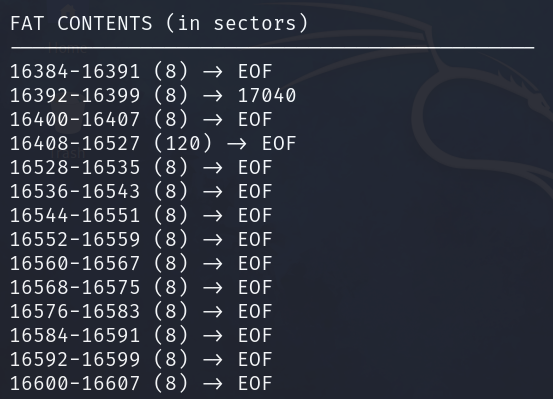 FAT CONTENTS (in sectors)
16384-16391 (8) -> EOF
16392-16399 (8) -> 17040
16400-16407 (8) -> EOF
16408-16527 (120) -> EOF
16528-16535 (8) -> EOF
16536-16543 (8) -> EOF
16544-16551 (8) -> EOF
16552-16559 (8) -> EOF
16560-16567 (8) -> EOF
16568-16575 (8) -> EOF
16576-16583 (8) -> EOF
16584-16591 (8) -> EOF
16592-16599 (8) -> EOF
16600-16607 (8) -> EOF